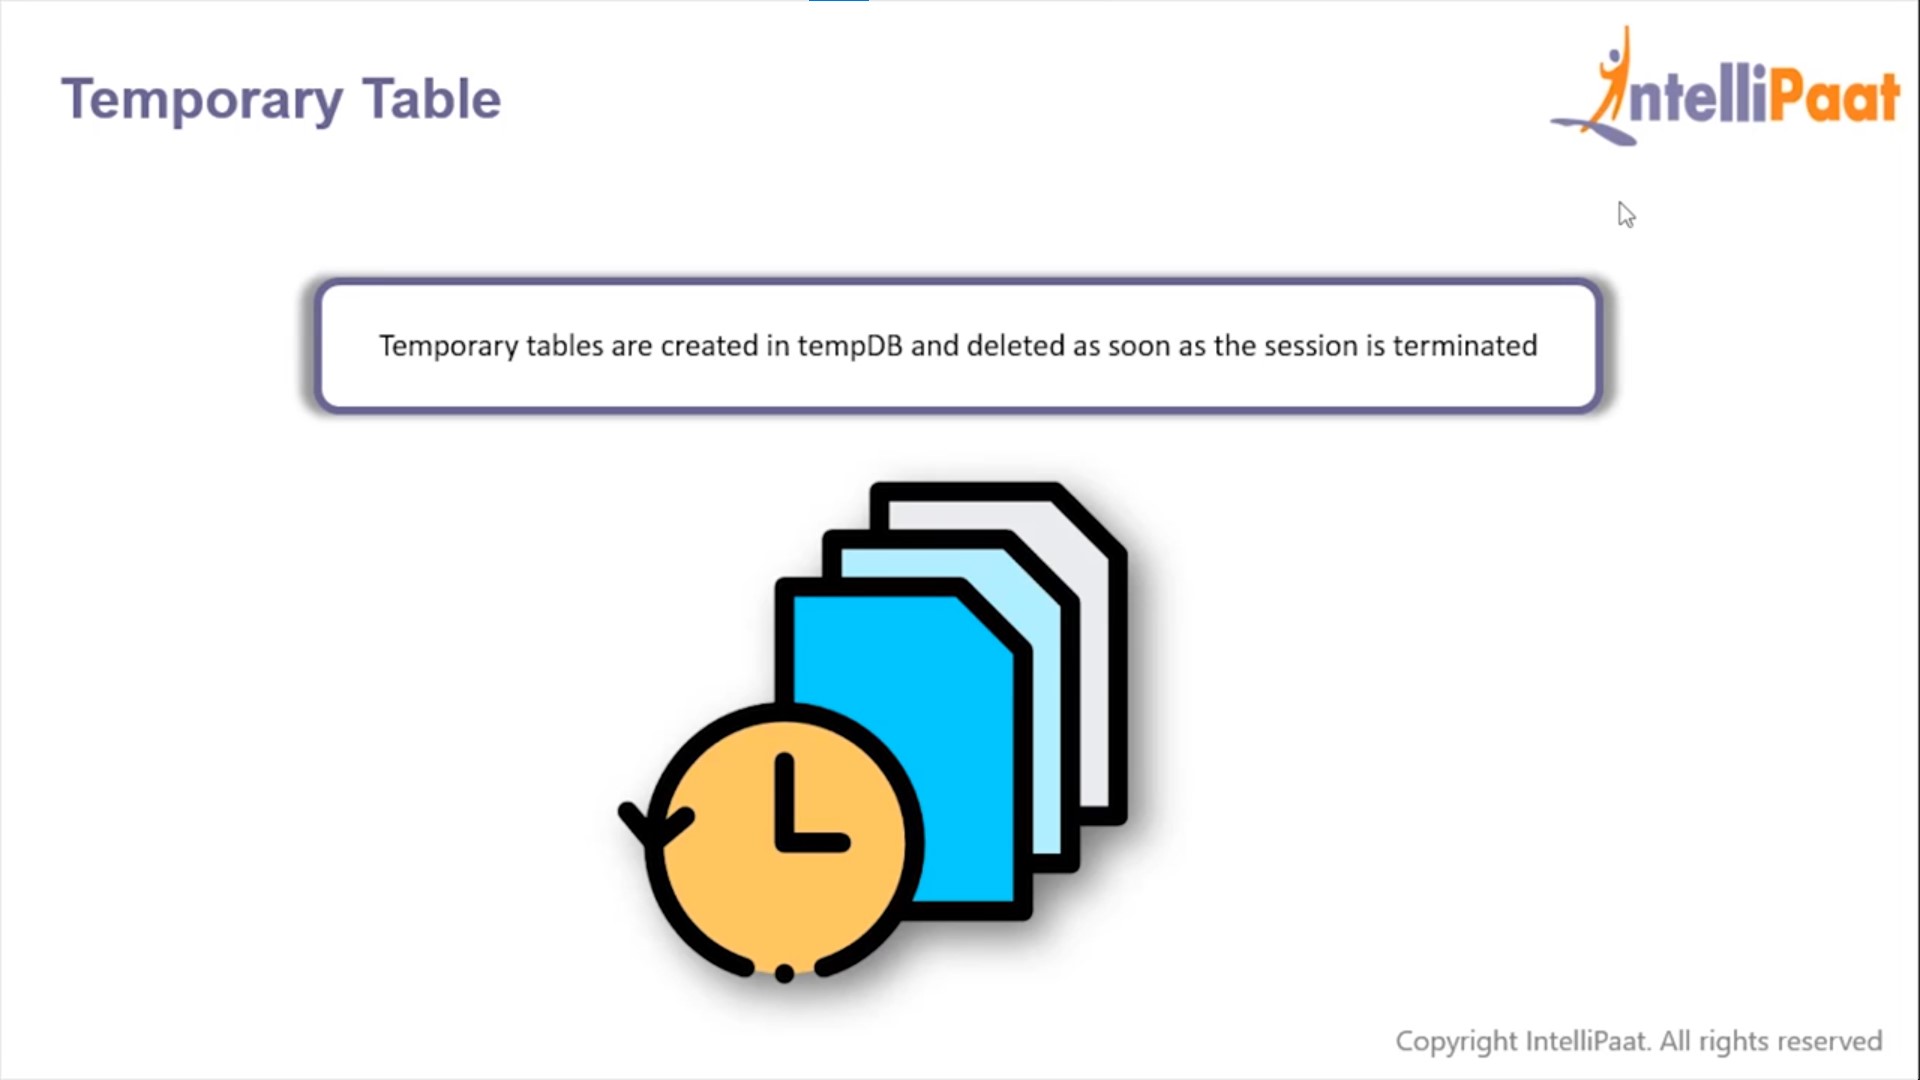 Temporary Table
IntelliPaat
Temporary tables are created in tempDB and deleted as soon as the session is terminated
Copyright IntelliPaat. All rights reserved